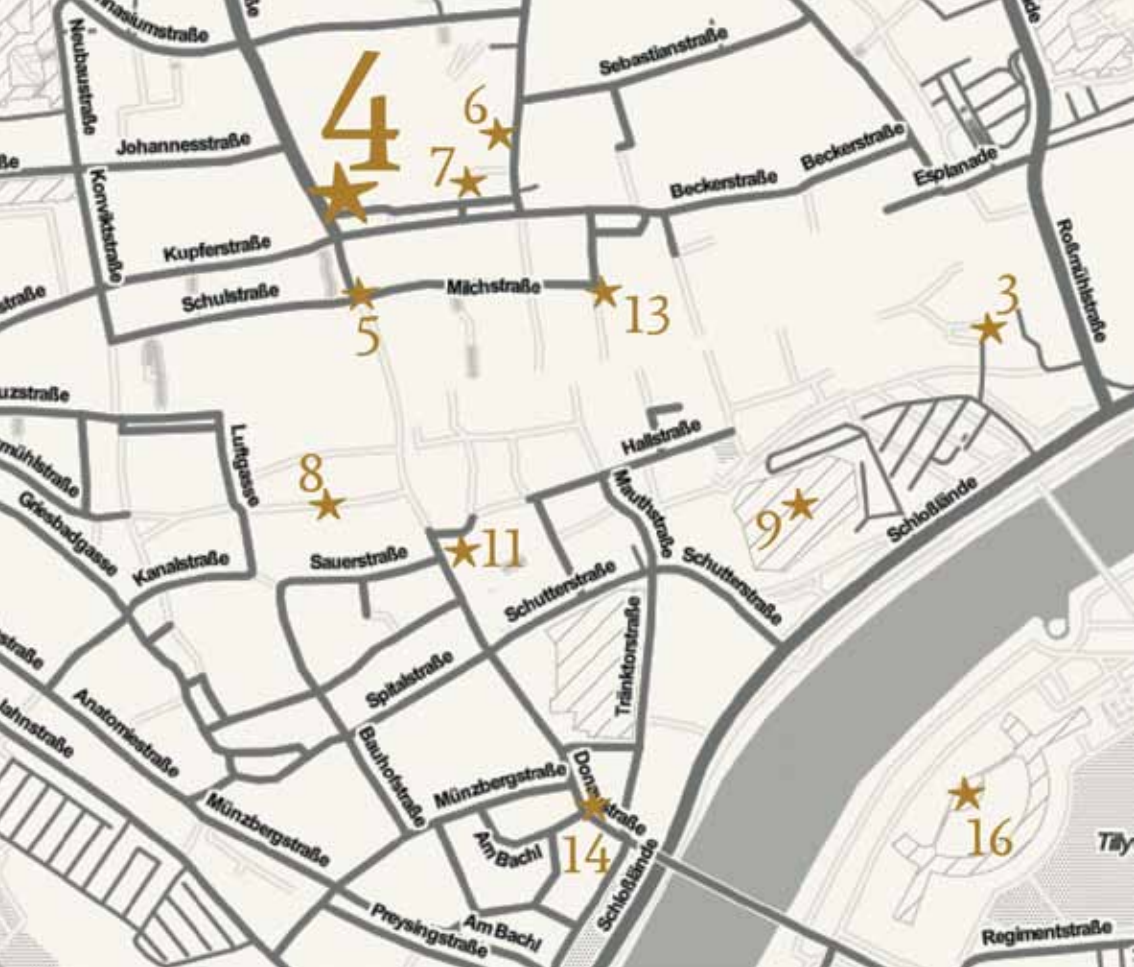 Neubaustraße
Sebastianstraße
4
6
7
Johannesstraße
Beckerstraße
Beckerstraße
Esplanade
Konviktstraße
Kupferstraße
Schulstraße
Milchstraße
5
13
3
Roßmühlstraße
Luftgasse
Hallstraße
8
Mauthstraße
9
Schloßlände
Griesbadgasse
Kanalstraße
Sauerstraße
11
Schutterstraße
Schutterstraße
Tränktorstraße
Spitalstraße
Anatomiestraße
Bauhofstraße
Münzbergstraße
Münzbergstraße
14
Am Bachl
Schloßlände
16
Tilly
Preysingstraße
Am Bachl
Regimentstraße